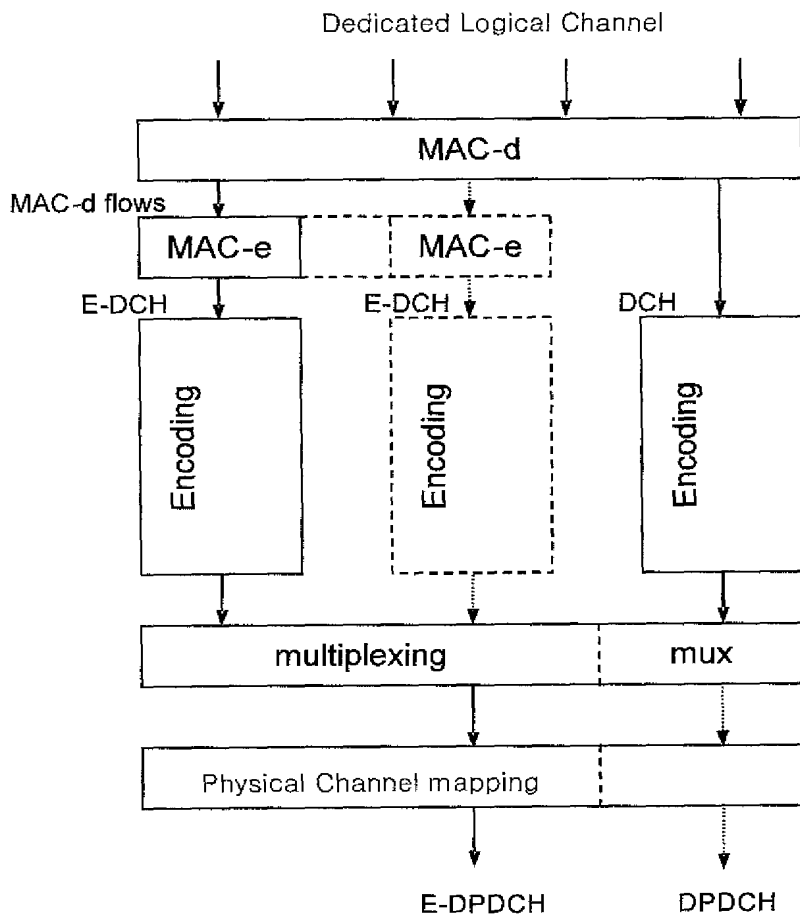 Dedicated Logical Channel
MAC-d
MAC-d flows
MAC-e
MAC-e
E-DCH
E-DCH
DCH
Encoding
Encoding
Encoding
multiplexing
mux
Physical Channel mapping
E-DPDCH
DPDCH